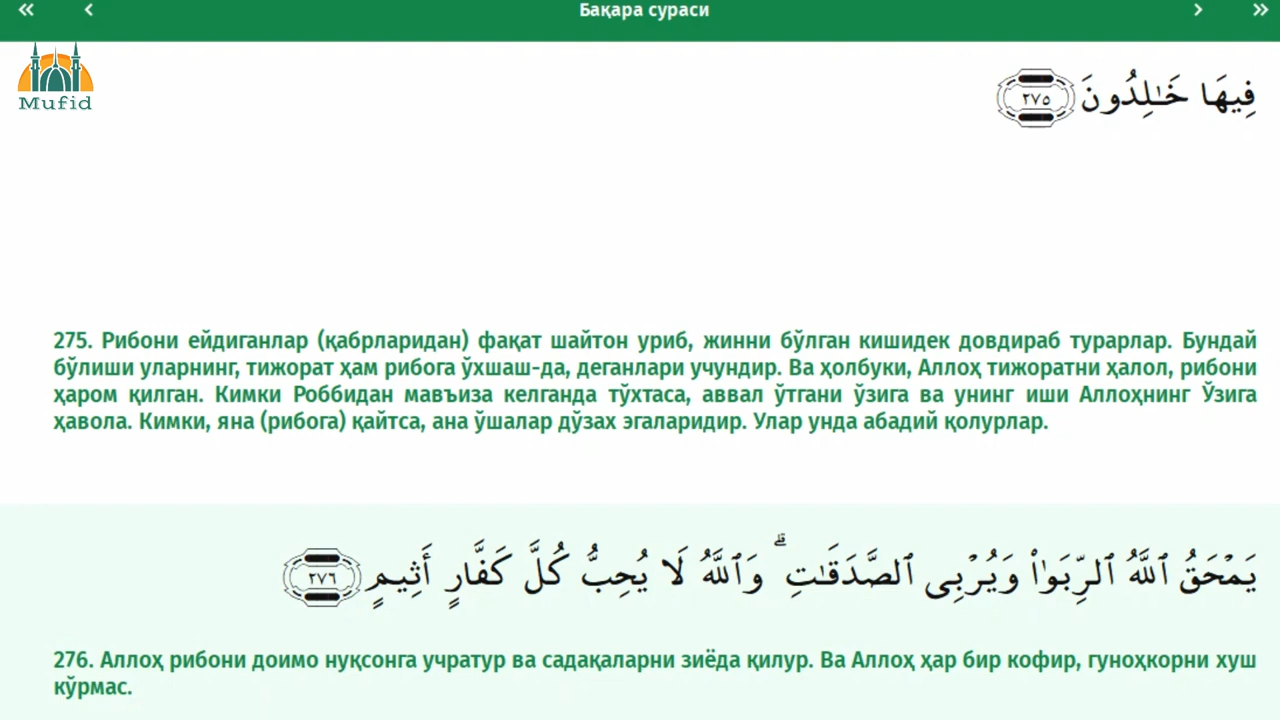 Бақара сураси
Mufid
فِيهَا خَـٰلِدُونَ ٢٧٥
275. Рибони ейдиганлар (қабрларидан) фақат шайтон уриб, жинни бўлган кишидек довдираб турарлар. Бундай
бўлиши уларнинг, тижорат ҳам рибога ўхшаш-да, деганлари учундир. Ва ҳолбуки, Аллоҳ тижоратни ҳалол, рибони
ҳаром қилган. Кимки Роббидан мавъиза келганда тўхтаса, аввал ўтгани ўзига ва унинг иши Аллоҳнинг Ўзига
ҳавола. Кимки, яна (рибога) қайтса, ана ўшалар дўзах эгаларидир. Улар унда абадий қолурлар.
يَمۡحَقُ ٱللَّهُ ٱلرِّبَوٰاْ وَيُرۡبِى ٱلصَّدَقَـٰتِ ۗ وَٱللَّهُ لَا يُحِبُّ كُلَّ كَفَّارٍ أَثِيمٍ ٢٧٦
276. Аллоҳ рибони доимо нуқсонга учратур ва садақаларни зиёда қилур. Ва Аллоҳ ҳар бир кофир, гуноҳкорни хуш
кўрмас.